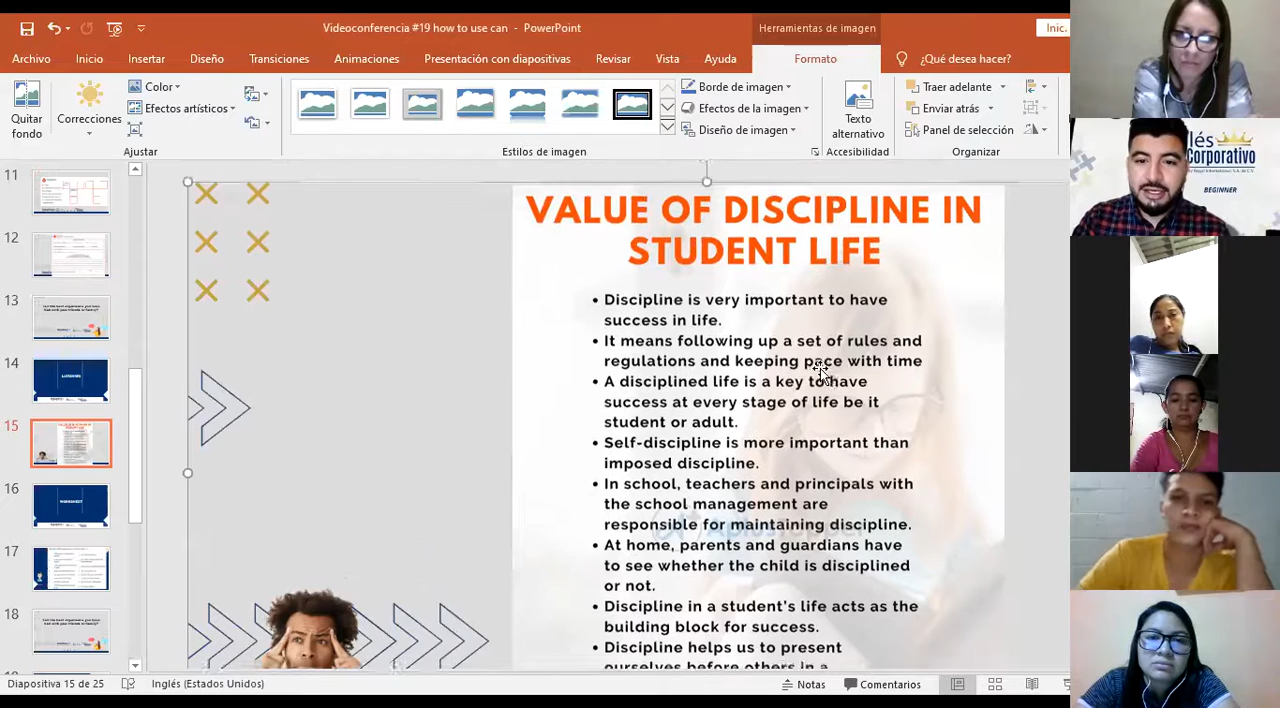 Videoconferencia #19 how to use can - PowerPoint
Herramientas de imagen
Inic.
Archivo Inicio Insertar Diseño Transiciones Animaciones Presentación con diapositivas Revisar Vista Ayuda Formato ¿Qué desea hacer?
Quitar fondo
Correcciones
Color
Efectos artísticos
Ajustar
Estilos de imagen
Borde de imagen
Efectos de la imagen
Diseño de imagen
Texto alternativo
Accesibilidad
Traer adelante
Enviar atrás
Panel de selección
Organizar
11
12
13
14
15
16
17
18
VALUE OF DISCIPLINE IN
STUDENT LIFE
• Discipline is very important to have
success in life.
• It means following up a set of rules and
regulations and keeping pace with time
• A disciplined life is a key to have
success at every stage of life be it
student or adult.
• Self-discipline is more important than
imposed discipline.
• In school, teachers and principals with
the school management are
responsible for maintaining discipline.
• At home, parents and guardians have
to see whether the child is disciplined
or not.
• Discipline in a student's life acts as the
building block for success.
• Discipline helps us to present
ourselves before others in a
lés
Corporativo
BEGINNER
Diapositiva 15 de 25
Inglés (Estados Unidos)
Notas
Comentarios